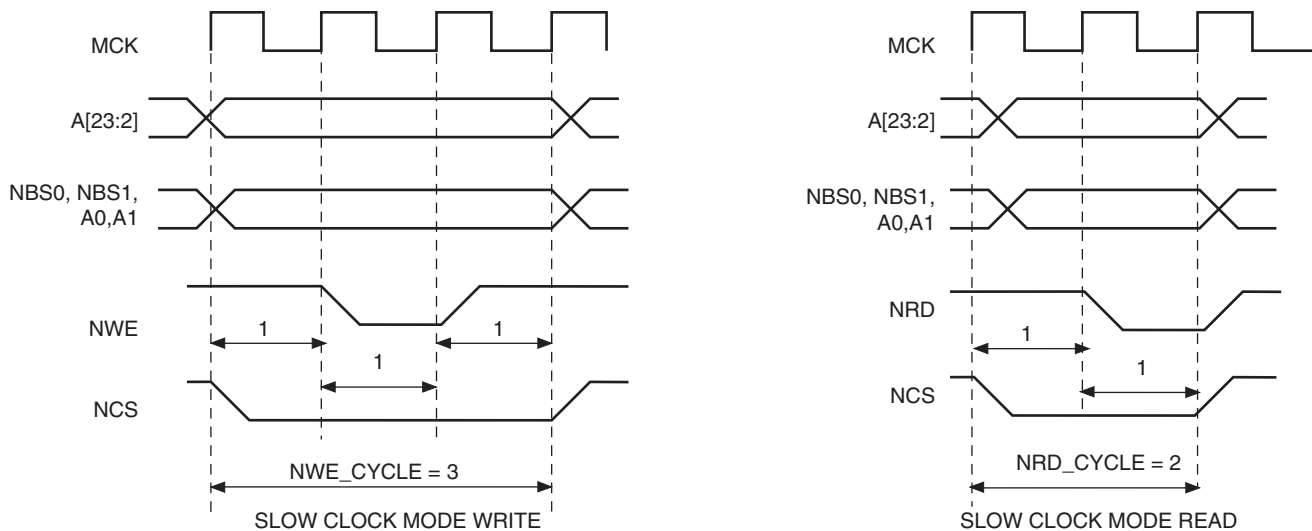 MCK
A[23:2]
NBS0, NBS1,
A0,A1
NWE
1
1
1
NCS
NWE_CYCLE = 3
SLOW CLOCK MODE WRITE
MCK
A[23:2]
NBS0, NBS1,
A0,A1
NRD
1
1
NCS
NRD_CYCLE = 2
SLOW CLOCK MODE READ